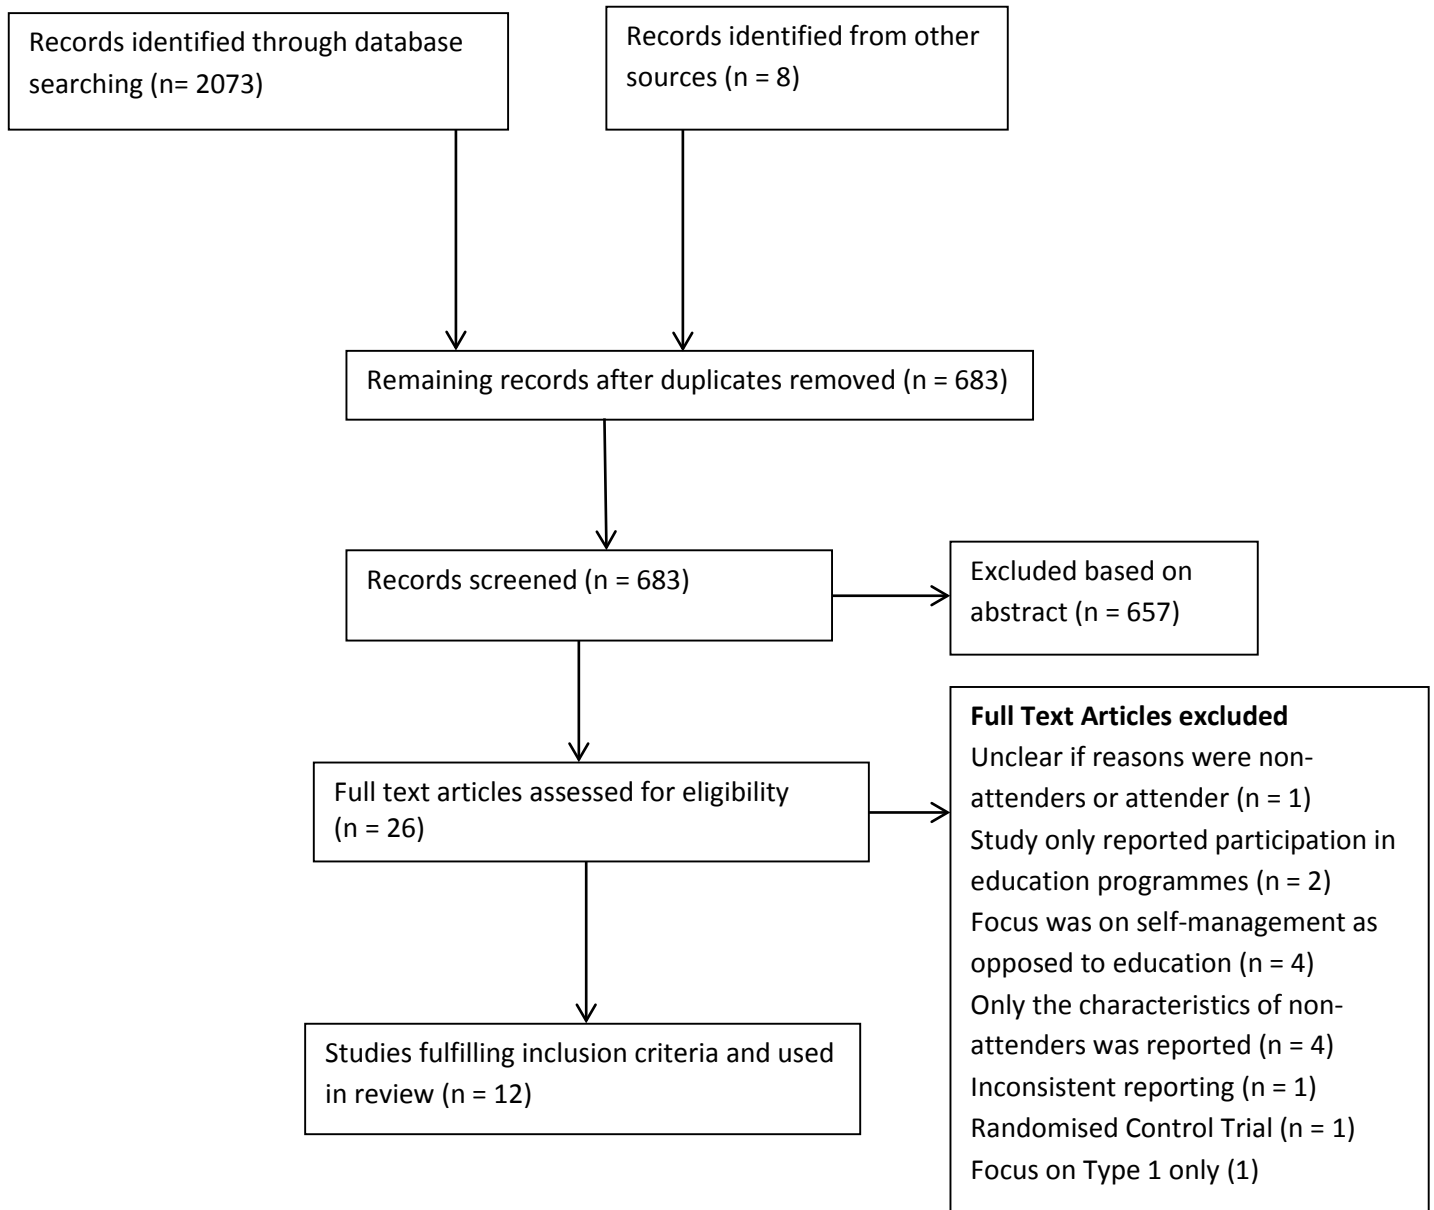 Records identified through database
searching (n= 2073)
Records identified from other
sources (n = 8)
Remaining records after duplicates removed (n = 683)
Records screened (n = 683)
Excluded based on
abstract (n = 657)
Full text articles assessed for eligibility
(n = 26)
Full Text Articles excluded
Unclear if reasons were non-
attenders or attender (n = 1)
Study only reported participation in
education programmes (n = 2)
Focus was on self-management as
opposed to education (n = 4)
Only the characteristics of non-
attenders was reported (n = 4)
Inconsistent reporting (n = 1)
Randomised Control Trial (n = 1)
Focus on Type 1 only (1)
Studies fulfilling inclusion criteria and used
in review (n = 12)